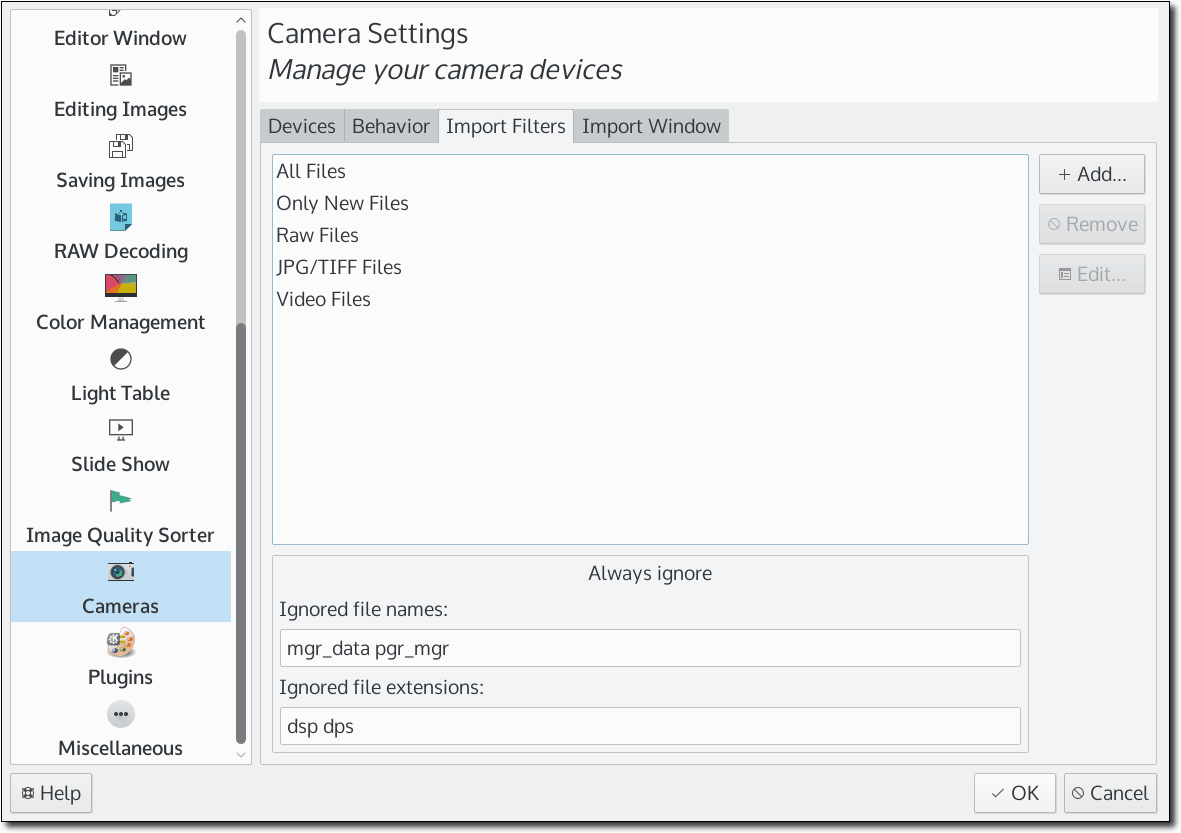 Editor Window
Editing Images
Saving Images
RAW Decoding
Color Management
Light Table
Slide Show
Image Quality Sorter
Cameras
Plugins
Miscellaneous
Camera Settings
Manage your camera devices
Devices Behavior Import Filters Import Window
All Files
Only New Files
Raw Files
JPG/TIFF Files
Video Files
+ Add...
Remove
Edit...
Always ignore
Ignored file names:
mgr_data pgr_mgr
Ignored file extensions:
dsp dps
Help
OK
Cancel